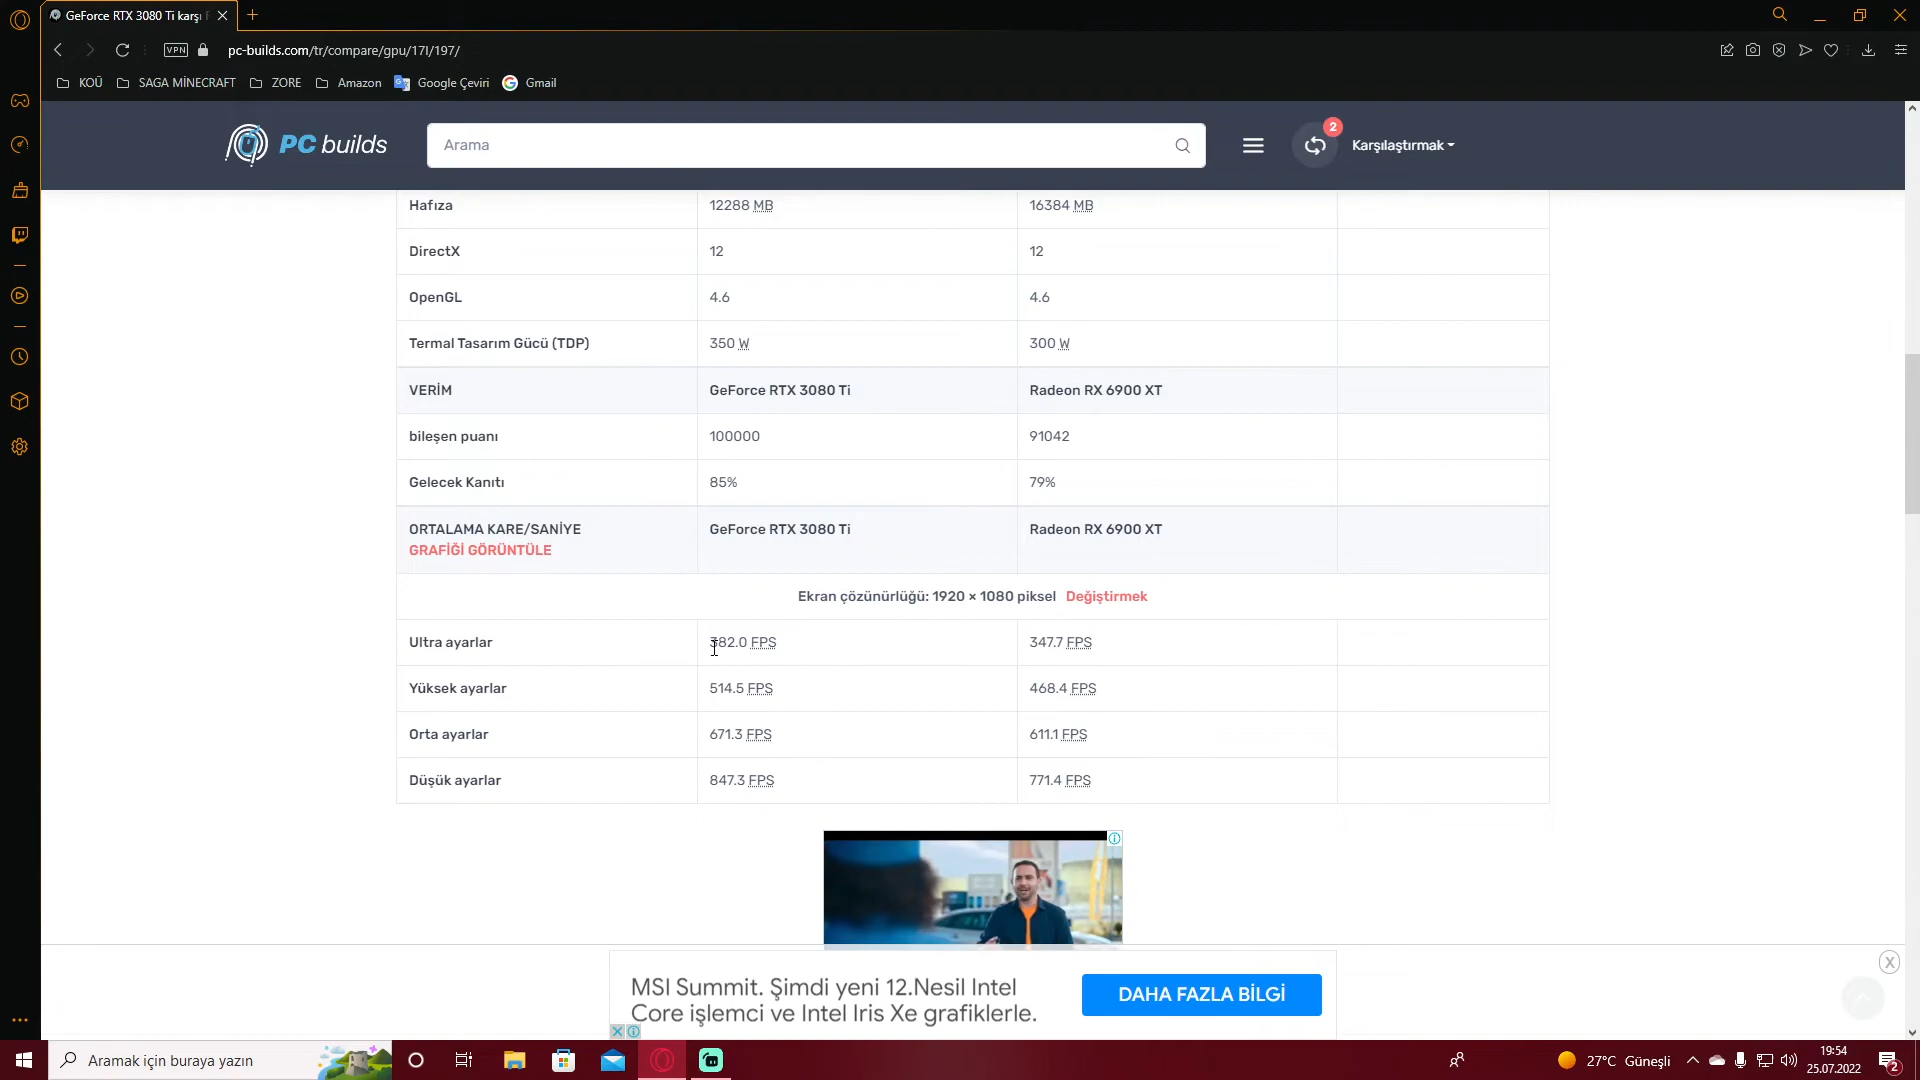 GeForce RTX 3080 Ti karşı
VPN
pc-builds.com/tr/compare/gpu/17I/197/
KOÜ
SAGA MİNECRAFT
ZORE
Amazon
Google Çeviri
Gmail
PC builds
Arama
2
Karşılaştırmak
Hafıza 12288 MB 16384 MB
DirectX 12 12
OpenGL 4.6 4.6
Termal Tasarım Gücü (TDP) 350 W 300 W
VERİM GeForce RTX 3080 Ti Radeon RX 6900 XT
bileşen puanı 100000 91042
Gelecek Kanıtı 85% 79%
ORTALAMA KARE/SANİYE GeForce RTX 3080 Ti Radeon RX 6900 XT
GRAFİĞİ GÖRÜNTÜLE
Ekran çözünürlüğü: 1920 × 1080 piksel Değiştirmek
Ultra ayarlar 382.0 FPS 347.7 FPS
Yüksek ayarlar 514.5 FPS 468.4 FPS
Orta ayarlar 671.3 FPS 611.1 FPS
Düşük ayarlar 847.3 FPS 771.4 FPS
MSI Summit. Şimdi yeni 12.Nesil Intel
Core işlemci ve Intel Iris Xe grafiklerle.
DAHA FAZLA BİLGİ
X
Aramak için buraya yazın
27°C Güneşli
19:54
25.07.2022
2